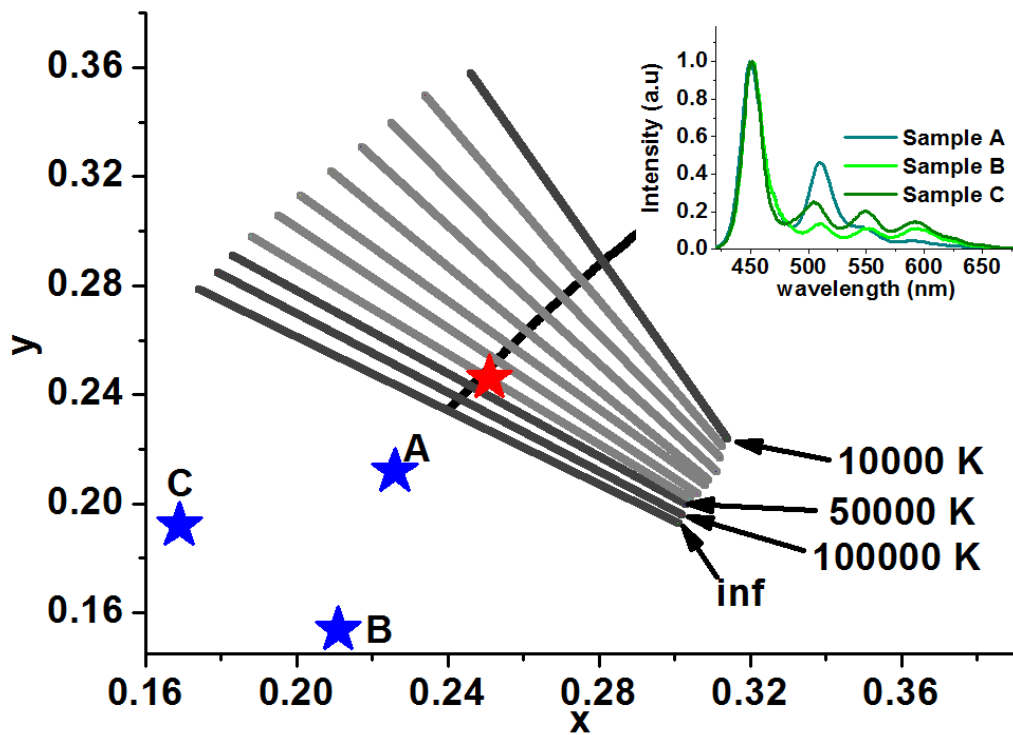 0.36
0.32
0.28
0.24
0.20
0.16
y
0.16
0.20
0.24
0.28
0.32
0.36
x
A
B
C
10000 K
50000 K
100000 K
inf
Intensity (a.u)
1.0
0.8
0.6
0.4
0.2
0.0
450
500
550
600
650
wavelength (nm)
Sample A
Sample B
Sample C